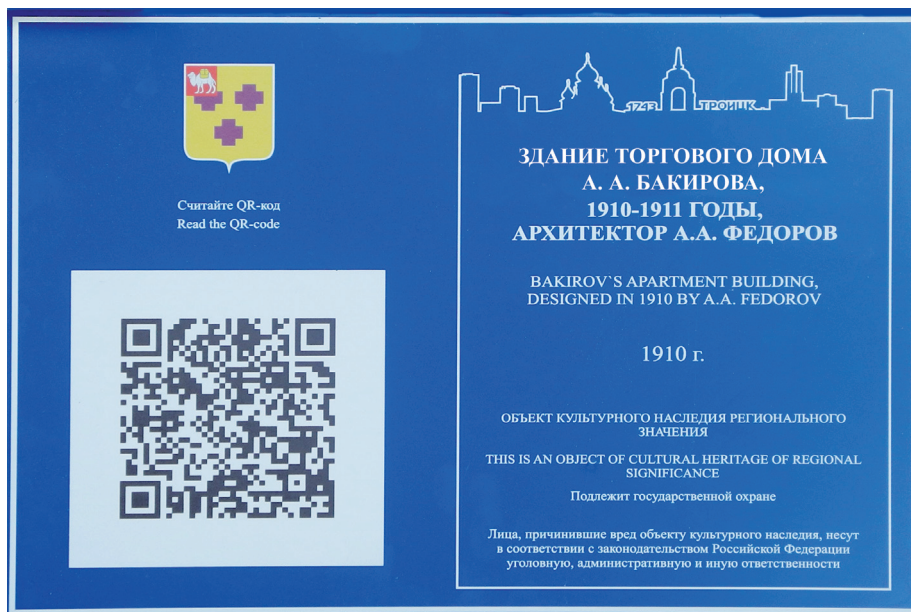 Считайте QR-код
Read the QR-code
1743 ТРОИЦК
ЗДАНИЕ ТОРГОВОГО ДОМА
А. А. БАКИРОВА,
1910-1911 ГОДЫ,
АРХИТЕКТОР А.А. ФЕДОРОВ
BAKIROV`S APARTMENT BUILDING,
DESIGNED IN 1910 BY A.A. FEDOROV
1910 г.
ОБЪЕКТ КУЛЬТУРНОГО НАСЛЕДИЯ РЕГИОНАЛЬНОГО
ЗНАЧЕНИЯ
THIS IS AN OBJECT OF CULTURAL HERITAGE OF REGIONAL
SIGNIFICANCE
Подлежит государственной охране
Лица, причинившие вред объекту культурного наследия, несут
в соответствии с законодательством Российской Федерации
уголовную, административную и иную ответственности